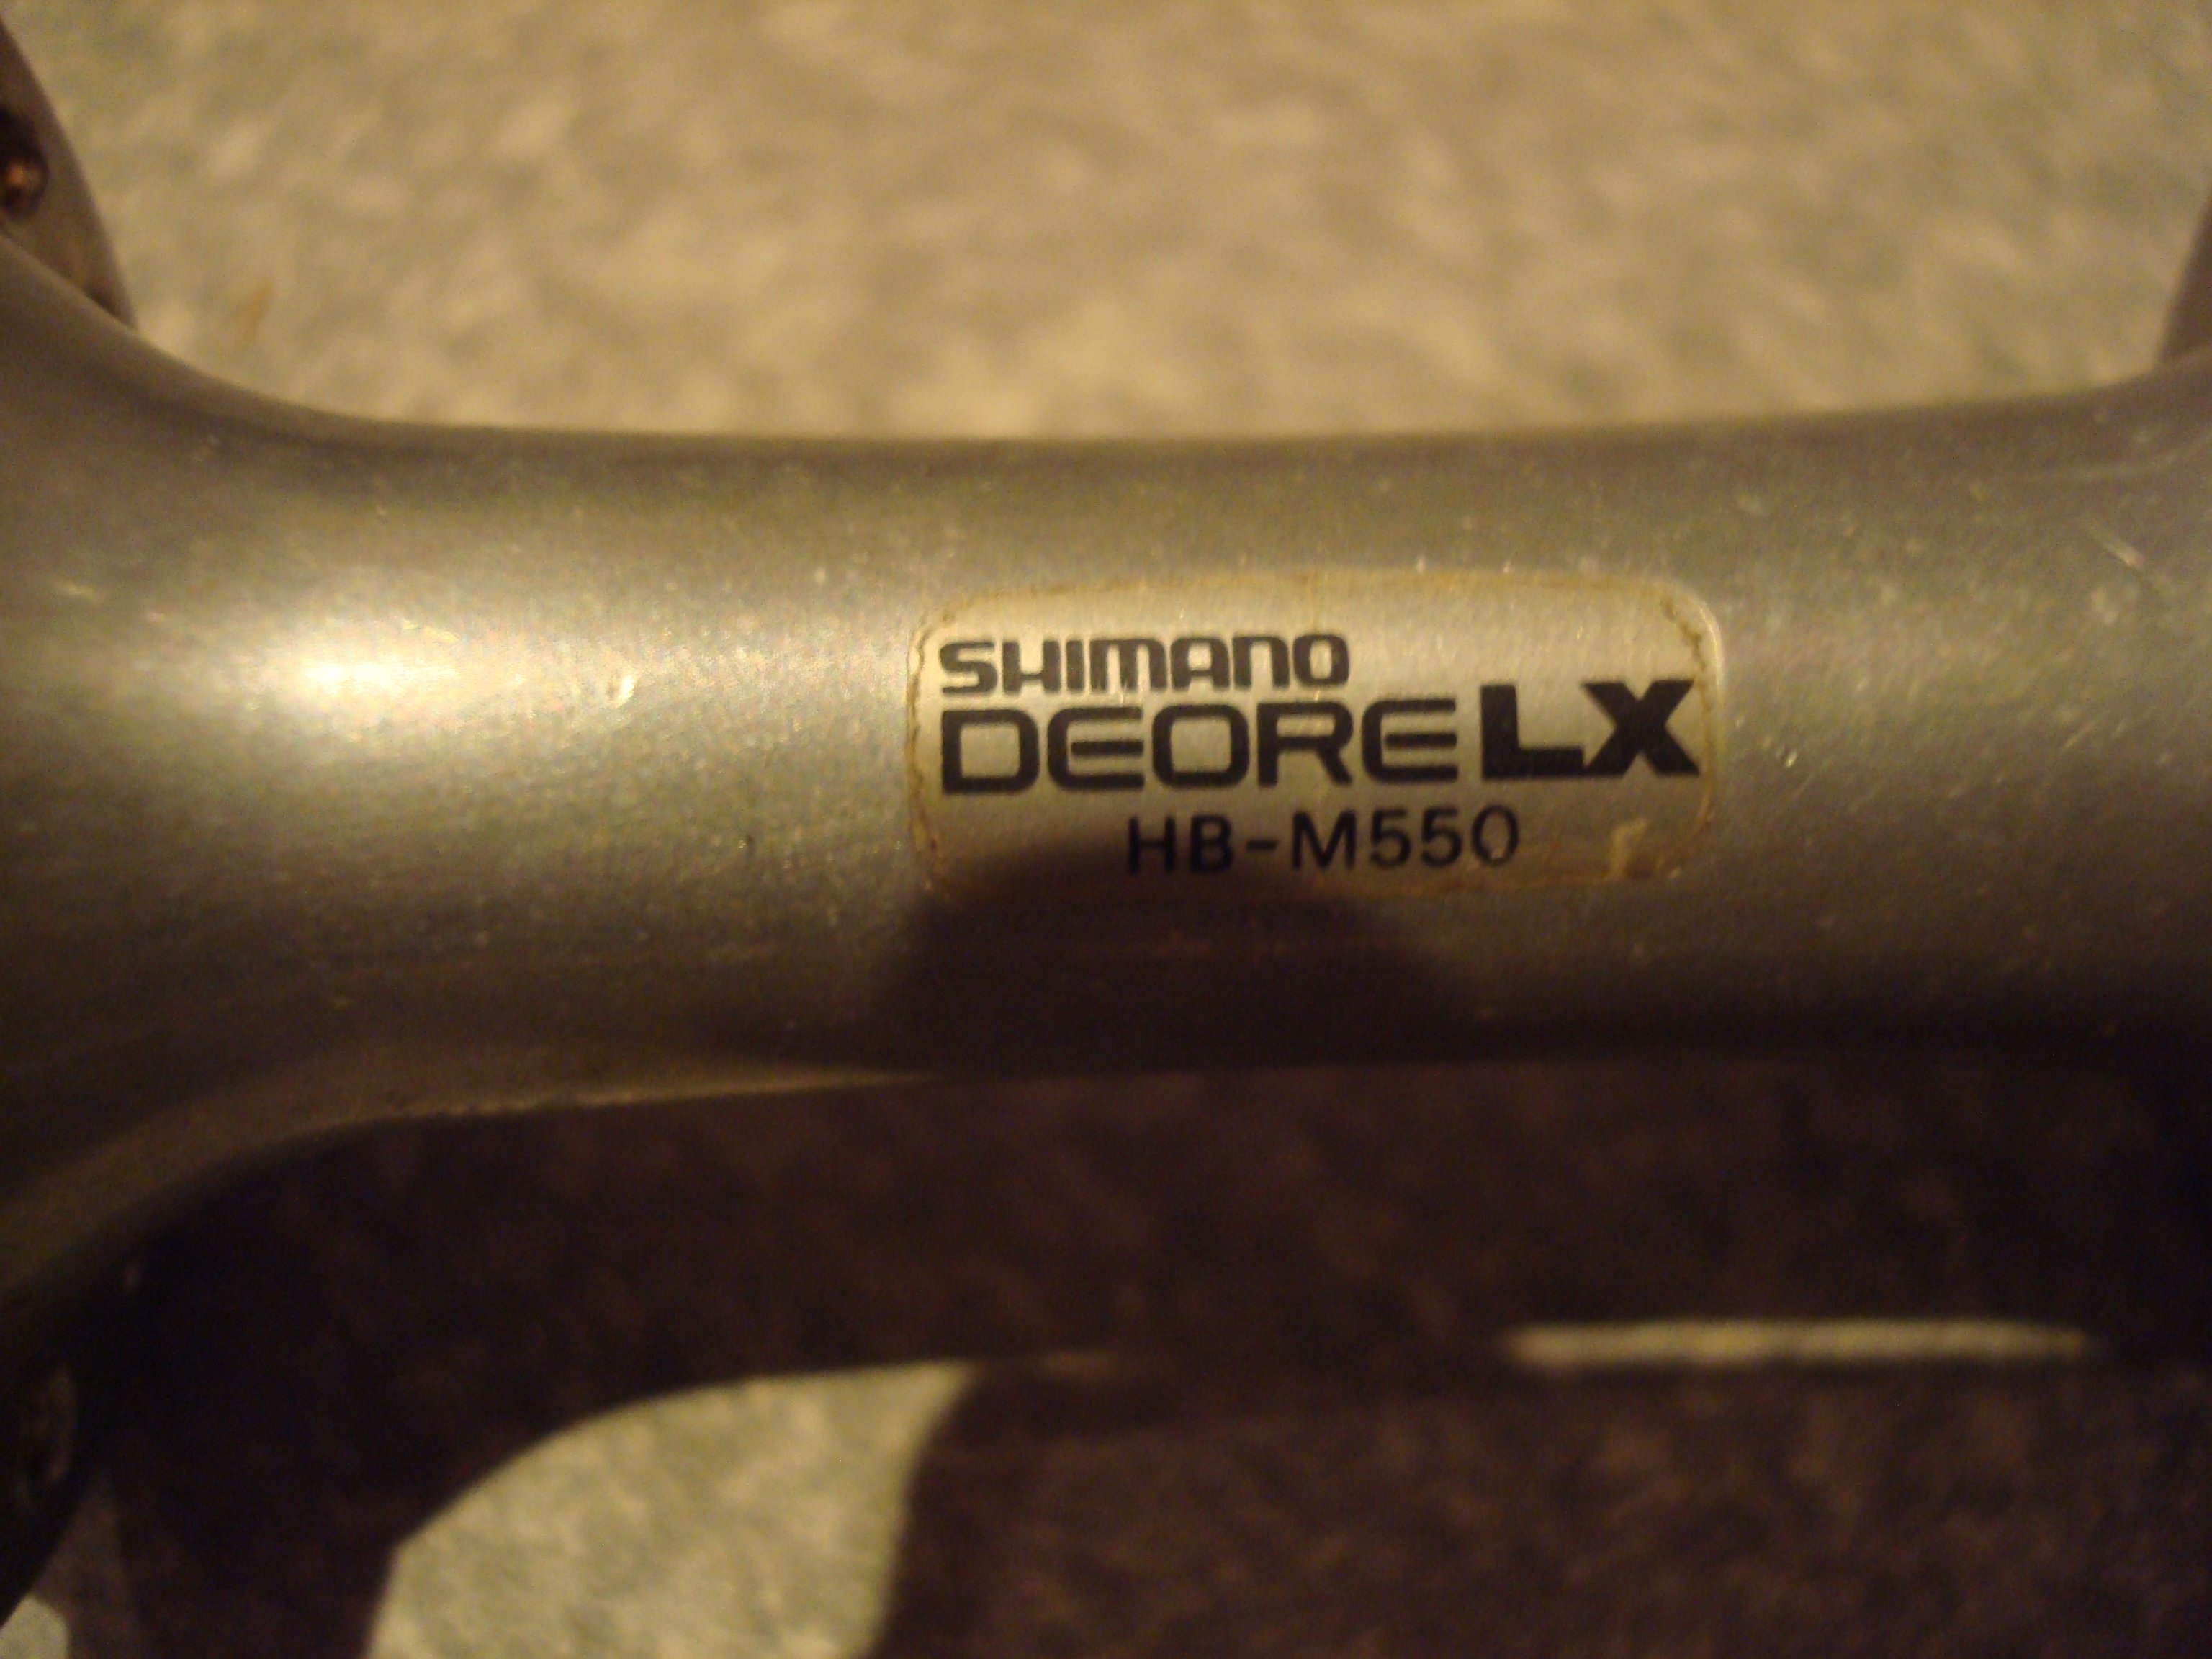 SHIMANO
DEORE LX
HB-M550